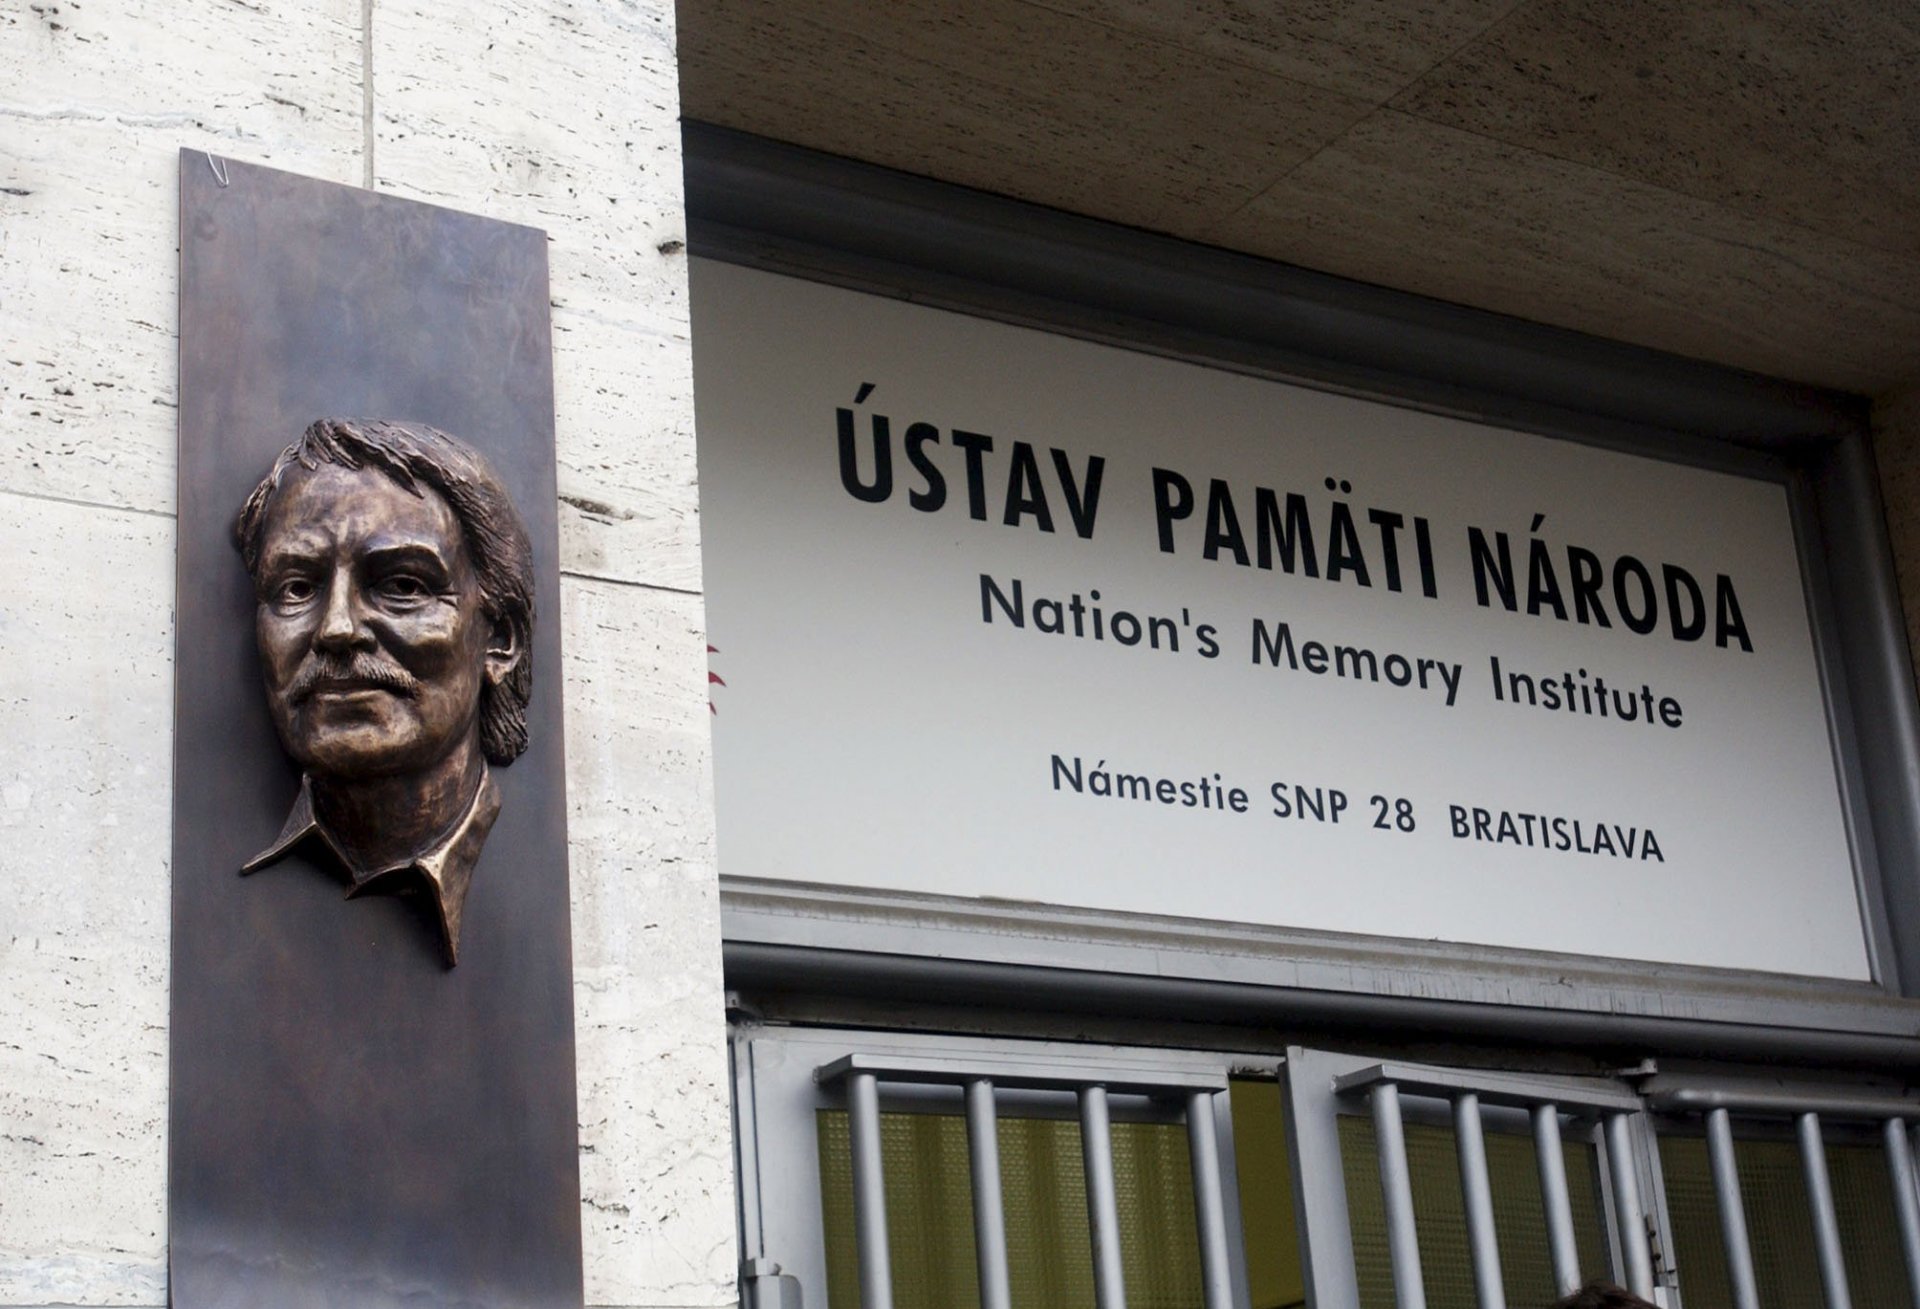 ÚSTAV PAMÄTI NÁRODA
Nation's Memory Institute
Námestie SNP 28 BRATISLAVA